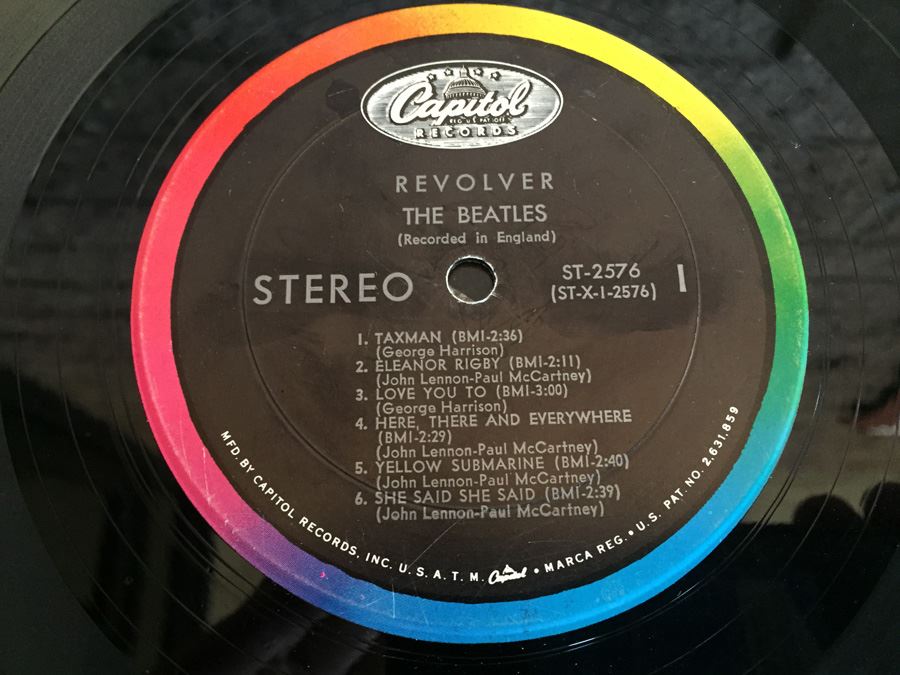 Capitol
REG. U.S. PAT. OFF.
RECORDS
REVOLVER
THE BEATLES
(Recorded in England)
STEREO
ST-2576
(ST-X-1-2576)
1
1. TAXMAN (BMI-2:36)
(George Harrison)
2. ELEANOR RIGBY (BMI-2:11)
(John Lennon-Paul McCartney)
3. LOVE YOU TO (BMI-3:00)
(George Harrison)
4. HERE, THERE AND EVERYWHERE
(BMI-2:29)
(John Lennon-Paul McCartney)
5. YELLOW SUBMARINE (BMI-2:40)
(John Lennon-Paul McCartney)
6. SHE SAID SHE SAID (BMI-2:39)
(John Lennon-Paul McCartney)
MFD. BY CAPITOL RECORDS, INC. U. S. A. T. M. Capitol • MARCA REG. • U. S. PAT. NO. 2,631,859